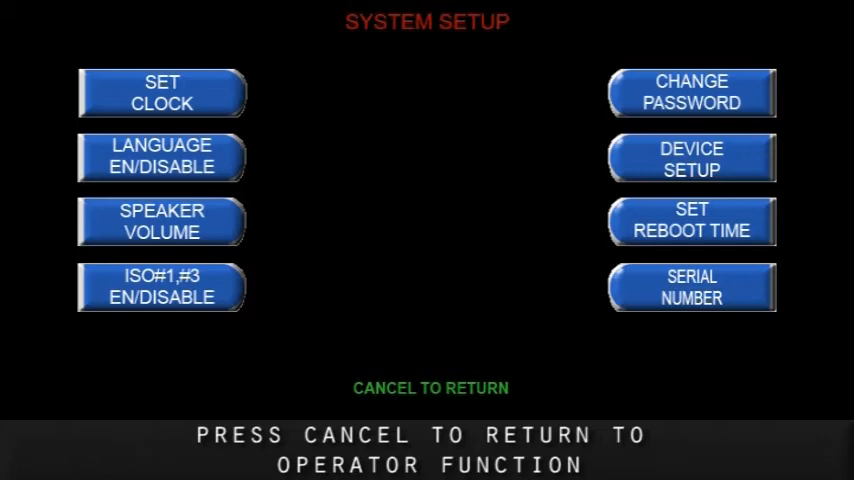 SYSTEM SETUP
SET
CLOCK
CHANGE
PASSWORD
LANGUAGE
EN/DISABLE
DEVICE
SETUP
SPEAKER
VOLUME
SET
REBOOT TIME
ISO#1,#3
EN/DISABLE
SERIAL
NUMBER
CANCEL TO RETURN
PRESS CANCEL TO RETURN TO
OPERATOR FUNCTION